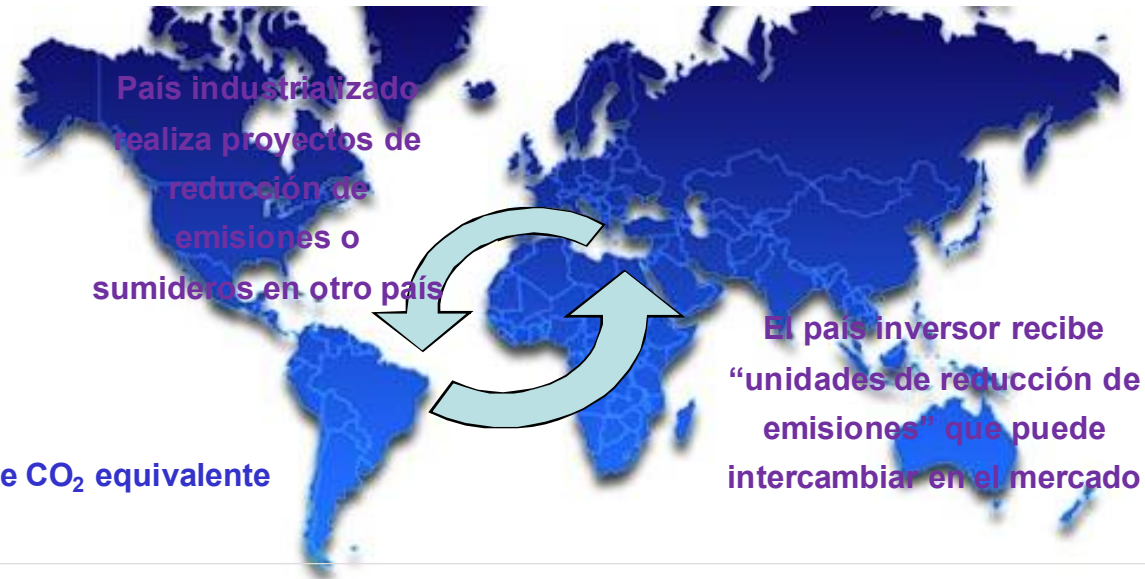 País industrializado
realiza proyectos de
reducción de
emisiones o
sumideros en otro país
El país inversor recibe
“unidades de reducción de
emisiones” que puede
intercambiar en el mercado
e CO₂ equivalente